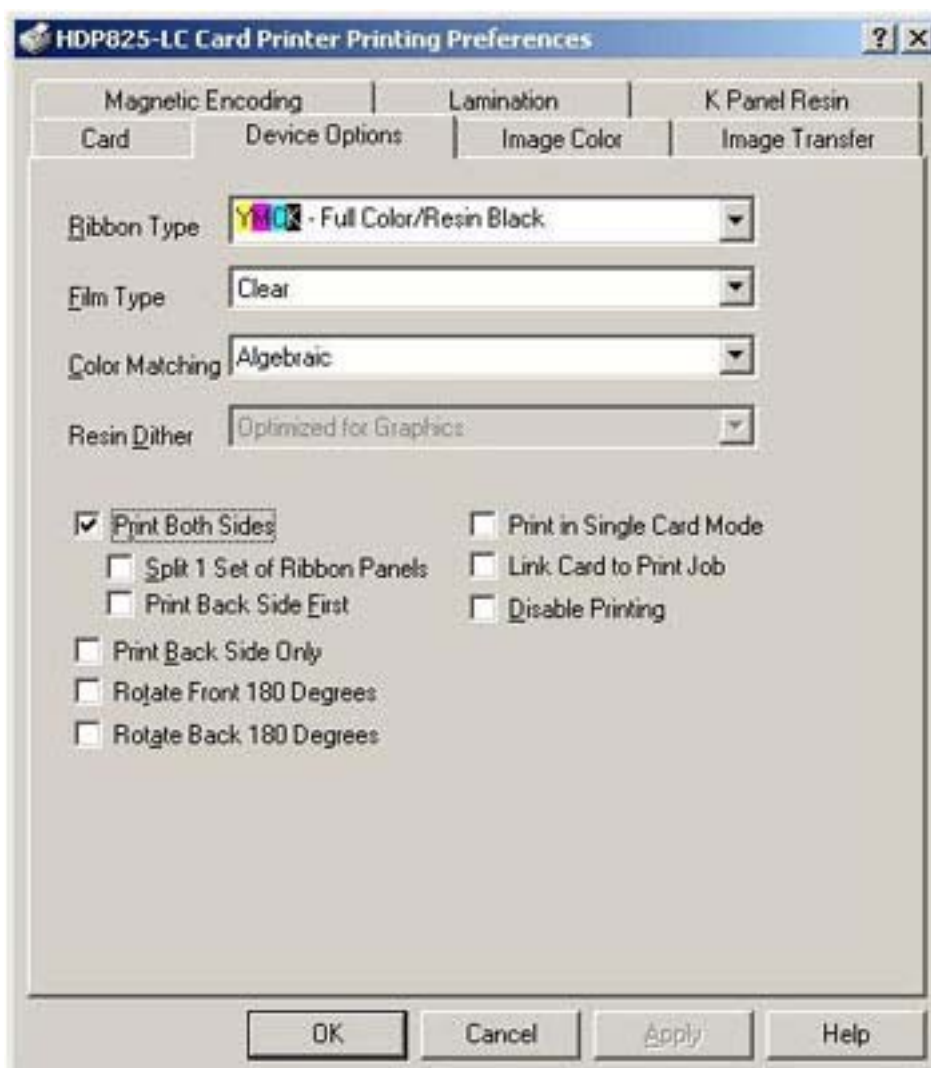 HDP825-LC Card Printer Printing Preferences
Magnetic Encoding Lamination K Panel Resin
Card Device Options Image Color Image Transfer
Ribbon Type YMCK - Full Color/Resin Black
Film Type Clear
Color Matching Algebraic
Resin Dither Optimized for Graphics
Print Both Sides Print in Single Card Mode
Split 1 Set of Ribbon Panels Link Card to Print Job
Print Back Side First Disable Printing
Print Back Side Only
Rotate Front 180 Degrees
Rotate Back 180 Degrees
OK Cancel Apply Help